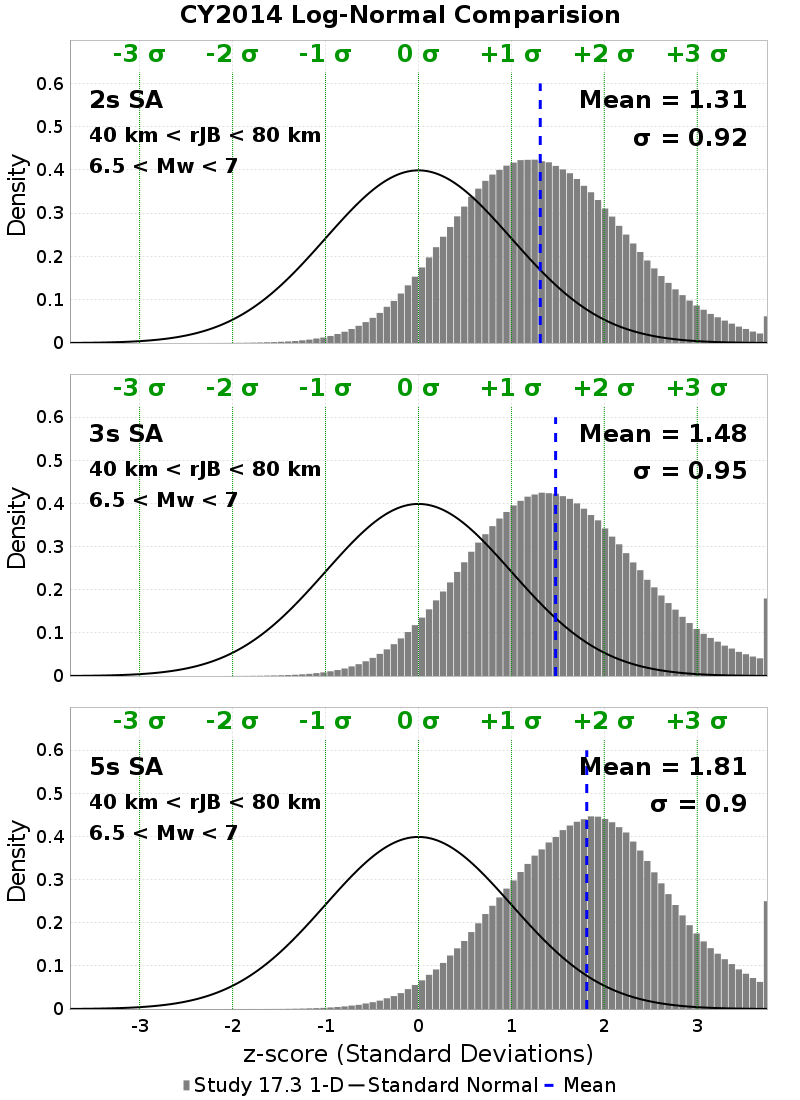 CY2014 Log-Normal Comparision
-3 σ -2 σ -1 σ 0 σ +1 σ +2 σ +3 σ
0.6
0.5
0.4
0.3
0.2
0.1
0
Density
2s SA
40 km < rJB < 80 km
6.5 < Mw < 7
Mean = 1.31
σ = 0.92
-3 σ -2 σ -1 σ 0 σ +1 σ +2 σ +3 σ
0.6
0.5
0.4
0.3
0.2
0.1
0
Density
3s SA
40 km < rJB < 80 km
6.5 < Mw < 7
Mean = 1.48
σ = 0.95
-3 σ -2 σ -1 σ 0 σ +1 σ +2 σ +3 σ
0.6
0.5
0.4
0.3
0.2
0.1
0
Density
5s SA
40 km < rJB < 80 km
6.5 < Mw < 7
Mean = 1.81
σ = 0.9
-3 -2 -1 0 1 2 3
z-score (Standard Deviations)
Study 17.3 1-D Standard Normal Mean